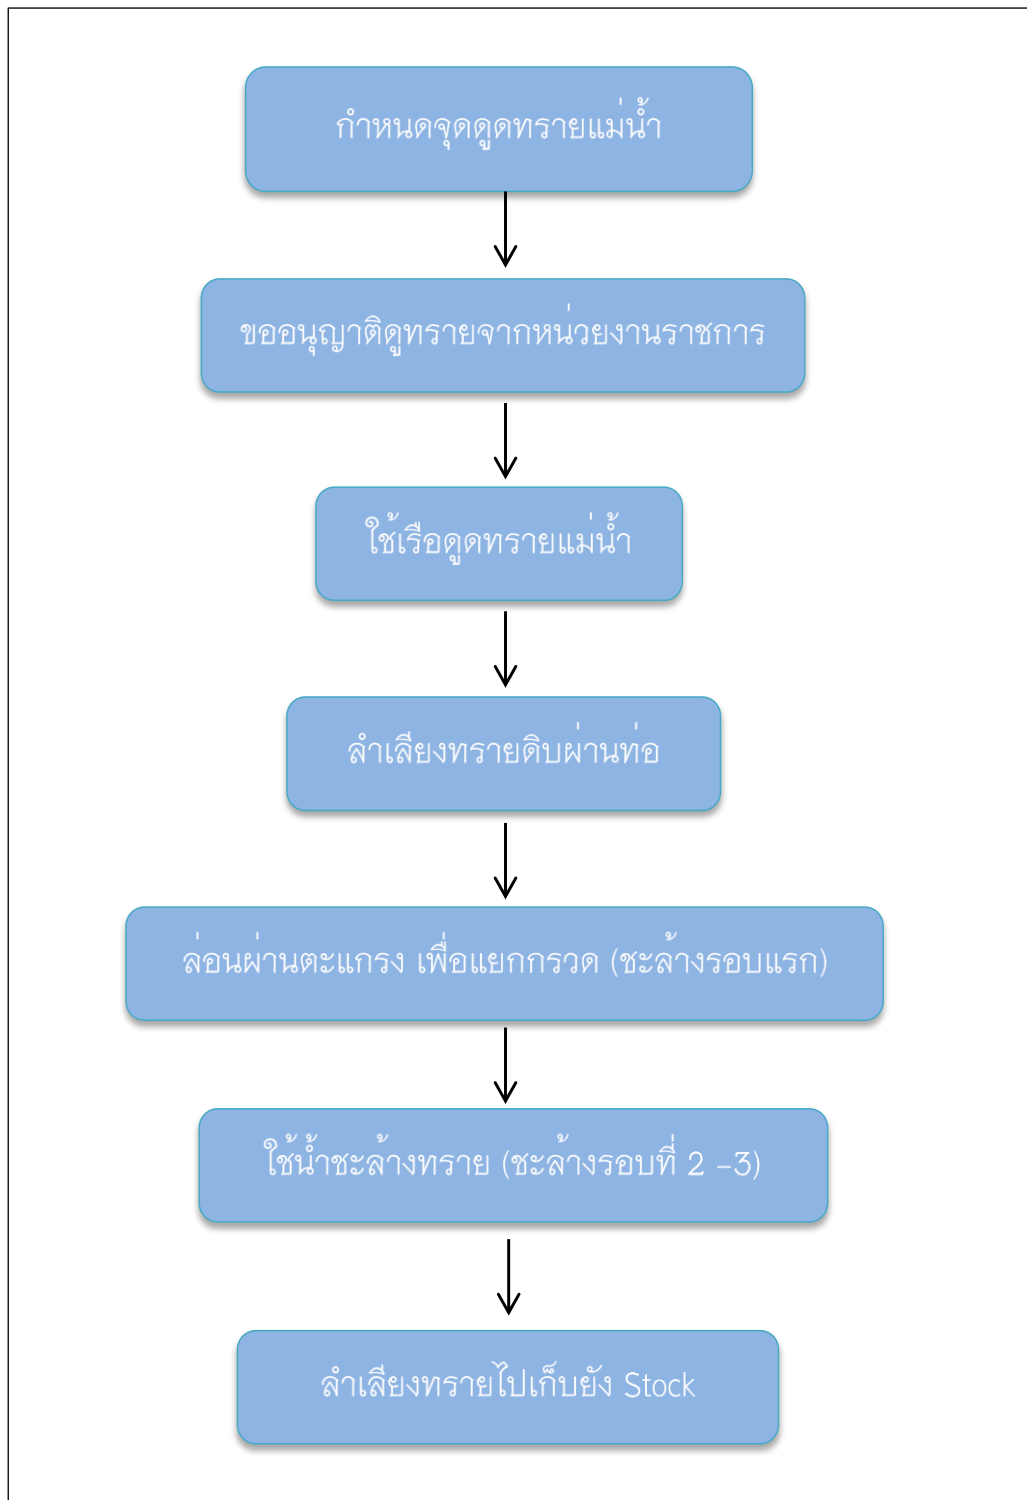 กำหนดจุดดูดทรายแม่น้ำ
ขออนุญาติดูทรายจากหน่วยงานราชการ
ใช้เรือดูดทรายแม่น้ำ
ลำเลียงทรายดิบผ่านท่อ
ล่อนผ่านตะแกรง เพื่อแยกกรวด (ชะล้างรอบแรก)
ใช้น้ำชะล้างทราย (ชะล้างรอบที่ 2 -3)
ลำเลียงทรายไปเก็บยัง Stock